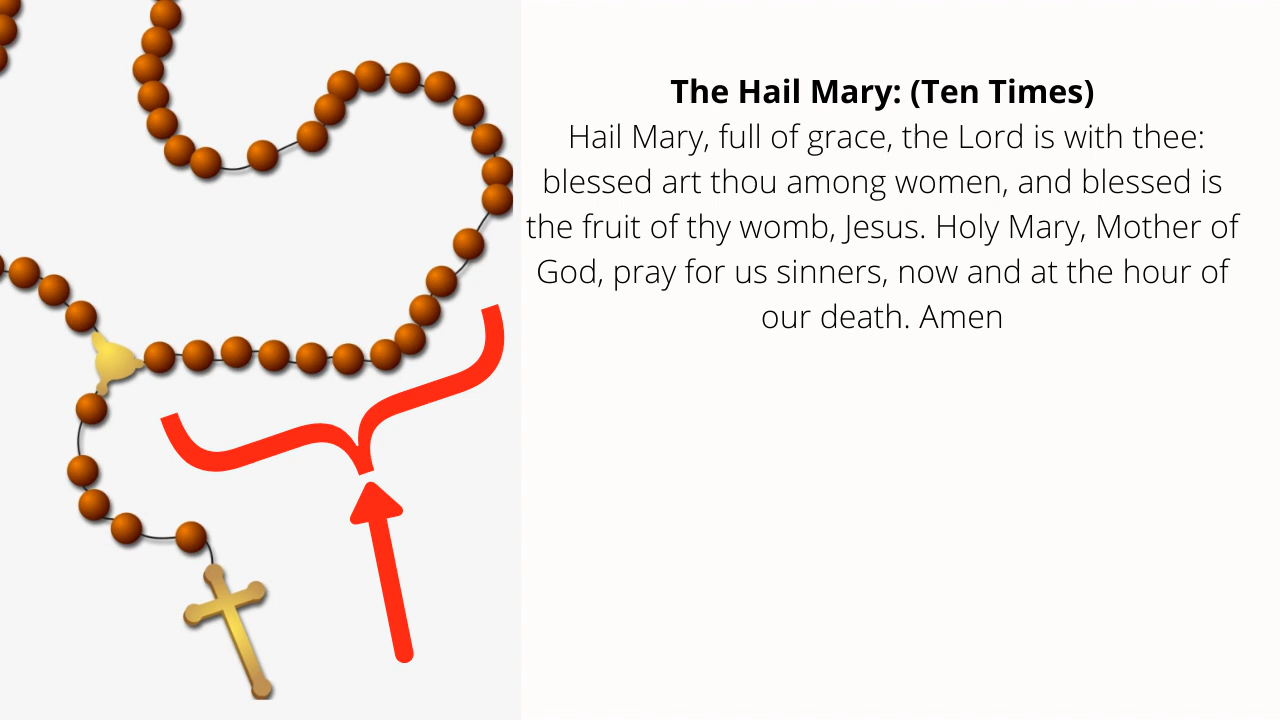 The Hail Mary: (Ten Times)
Hail Mary, full of grace, the Lord is with thee:
blessed art thou among women, and blessed is
the fruit of thy womb, Jesus. Holy Mary, Mother of
God, pray for us sinners, now and at the hour of
our death. Amen